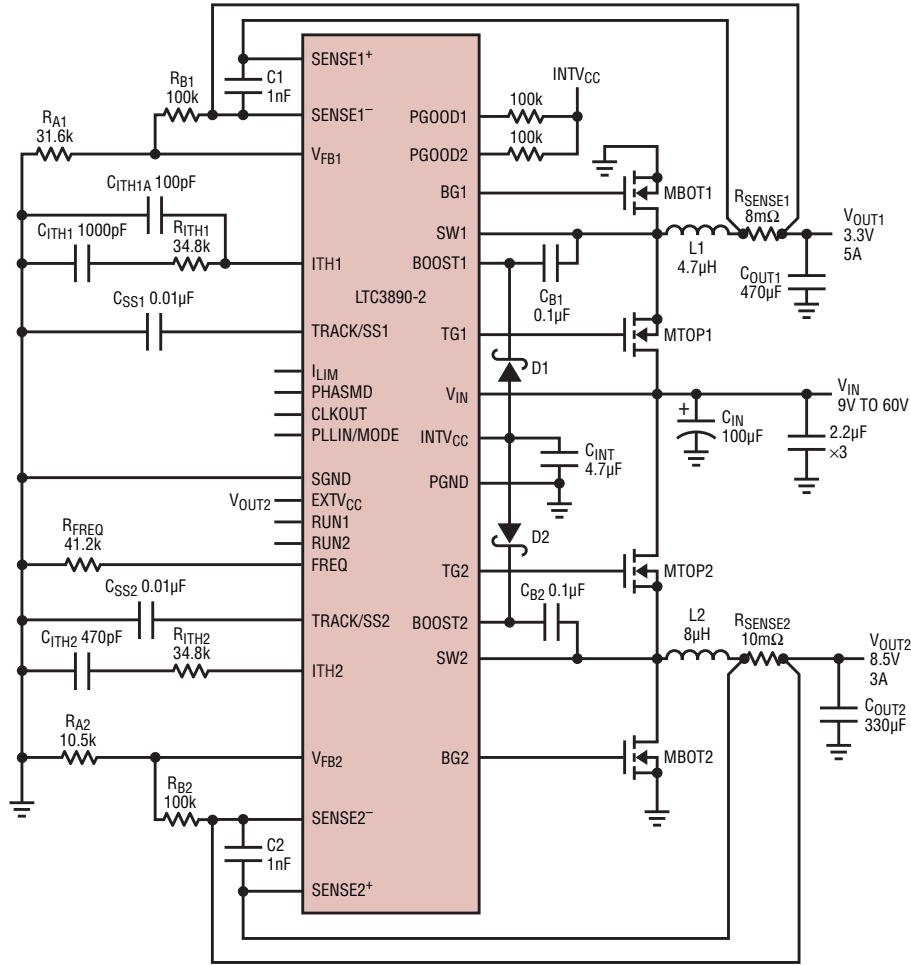 SENSE1+
C1
1nF
RB1
100k
SENSE1–
RA1
31.6k
VFB1
CITH1A 100pF
CITH1 1000pF
RITH1
34.8k
ITH1
LTC3890-2
CSS1 0.01µF
TRACK/SS1
ILIM
PHASMD
CLKOUT
PLLIN/MODE
SGND
VOUT2
EXTVCC
RUN1
RUN2
RFREQ
41.2k
FREQ
CSS2 0.01µF
TRACK/SS2
CITH2 470pF
RITH2
34.8k
ITH2
RA2
10.5k
VFB2
RB2
100k
SENSE2–
C2
1nF
SENSE2+
INTVCC
100k
PGOOD1
100k
PGOOD2
BG1
MBOT1
RSENSE1
8mΩ
VOUT1
3.3V
5A
SW1
L1
4.7µH
BOOST1
CB1
0.1µF
COUT1
470µF
TG1
MTOP1
D1
VIN
VIN
9V TO 60V
+
CIN
100µF
2.2µF
×3
INTVCC
CINT
4.7µF
PGND
D2
TG2
MTOP2
CB2 0.1µF
BOOST2
L2
8µH
RSENSE2
10mΩ
VOUT2
8.5V
3A
SW2
COUT2
330µF
BG2
MBOT2